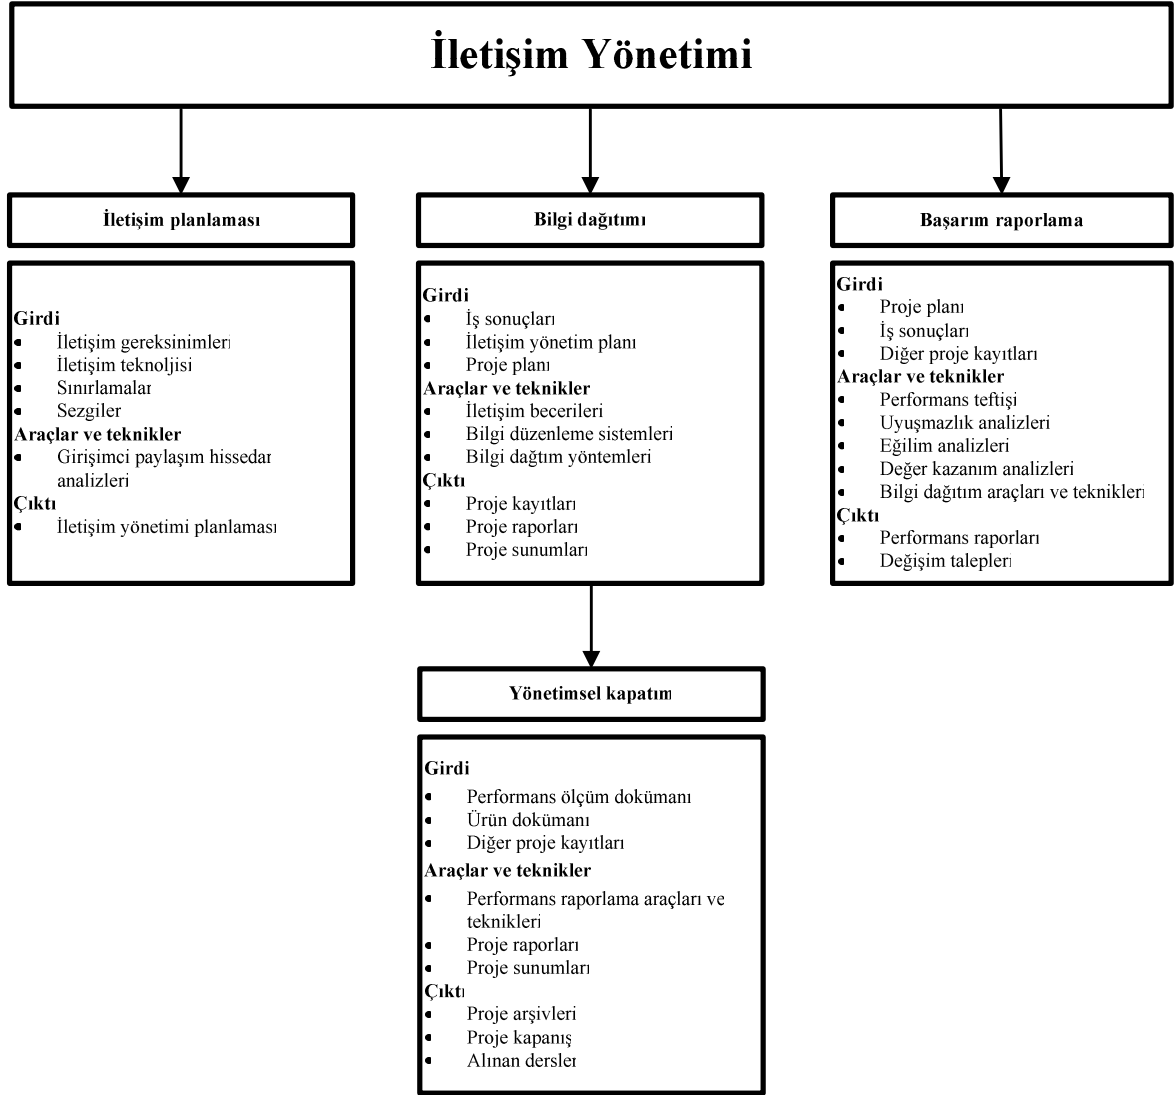 İletişim Yönetimi
İletişim planlaması
Girdi
• İletişim gereksinimleri
• İletişim teknoljisi
• Sınırlamalar
• Sezgiler
Araçlar ve teknikler
• Girişimci paylaşım hissedar
analizleri
Çıktı
• İletişim yönetimi planlaması
Bilgi dağıtımı
Girdi
• İş sonuçları
• İletişim yönetim planı
• Proje planı
Araçlar ve teknikler
• İletişim becerileri
• Bilgi düzenleme sistemleri
• Bilgi dağtım yöntemleri
Çıktı
• Proje kayıtları
• Proje raporları
• Proje sunumları
Başarım raporlama
Girdi
• Proje planı
• İş sonuçları
• Diğer proje kayıtları
Araçlar ve teknikler
• Performans teftişi
• Uyuşmazlık analizleri
• Eğilim analizleri
• Değer kazanım analizleri
• Bilgi dağıtım araçları ve teknikleri
Çıktı
• Performans raporları
• Değişim talepleri
Yönetimsel kapatım
Girdi
• Performans ölçüm dokümanı
• Ürün dokümanı
• Diğer proje kayıtları
Araçlar ve teknikler
• Performans raporlama araçları ve
teknikleri
• Proje raporları
• Proje sunumları
Çıktı
• Proje arşivleri
• Proje kapanış
• Alınan dersler